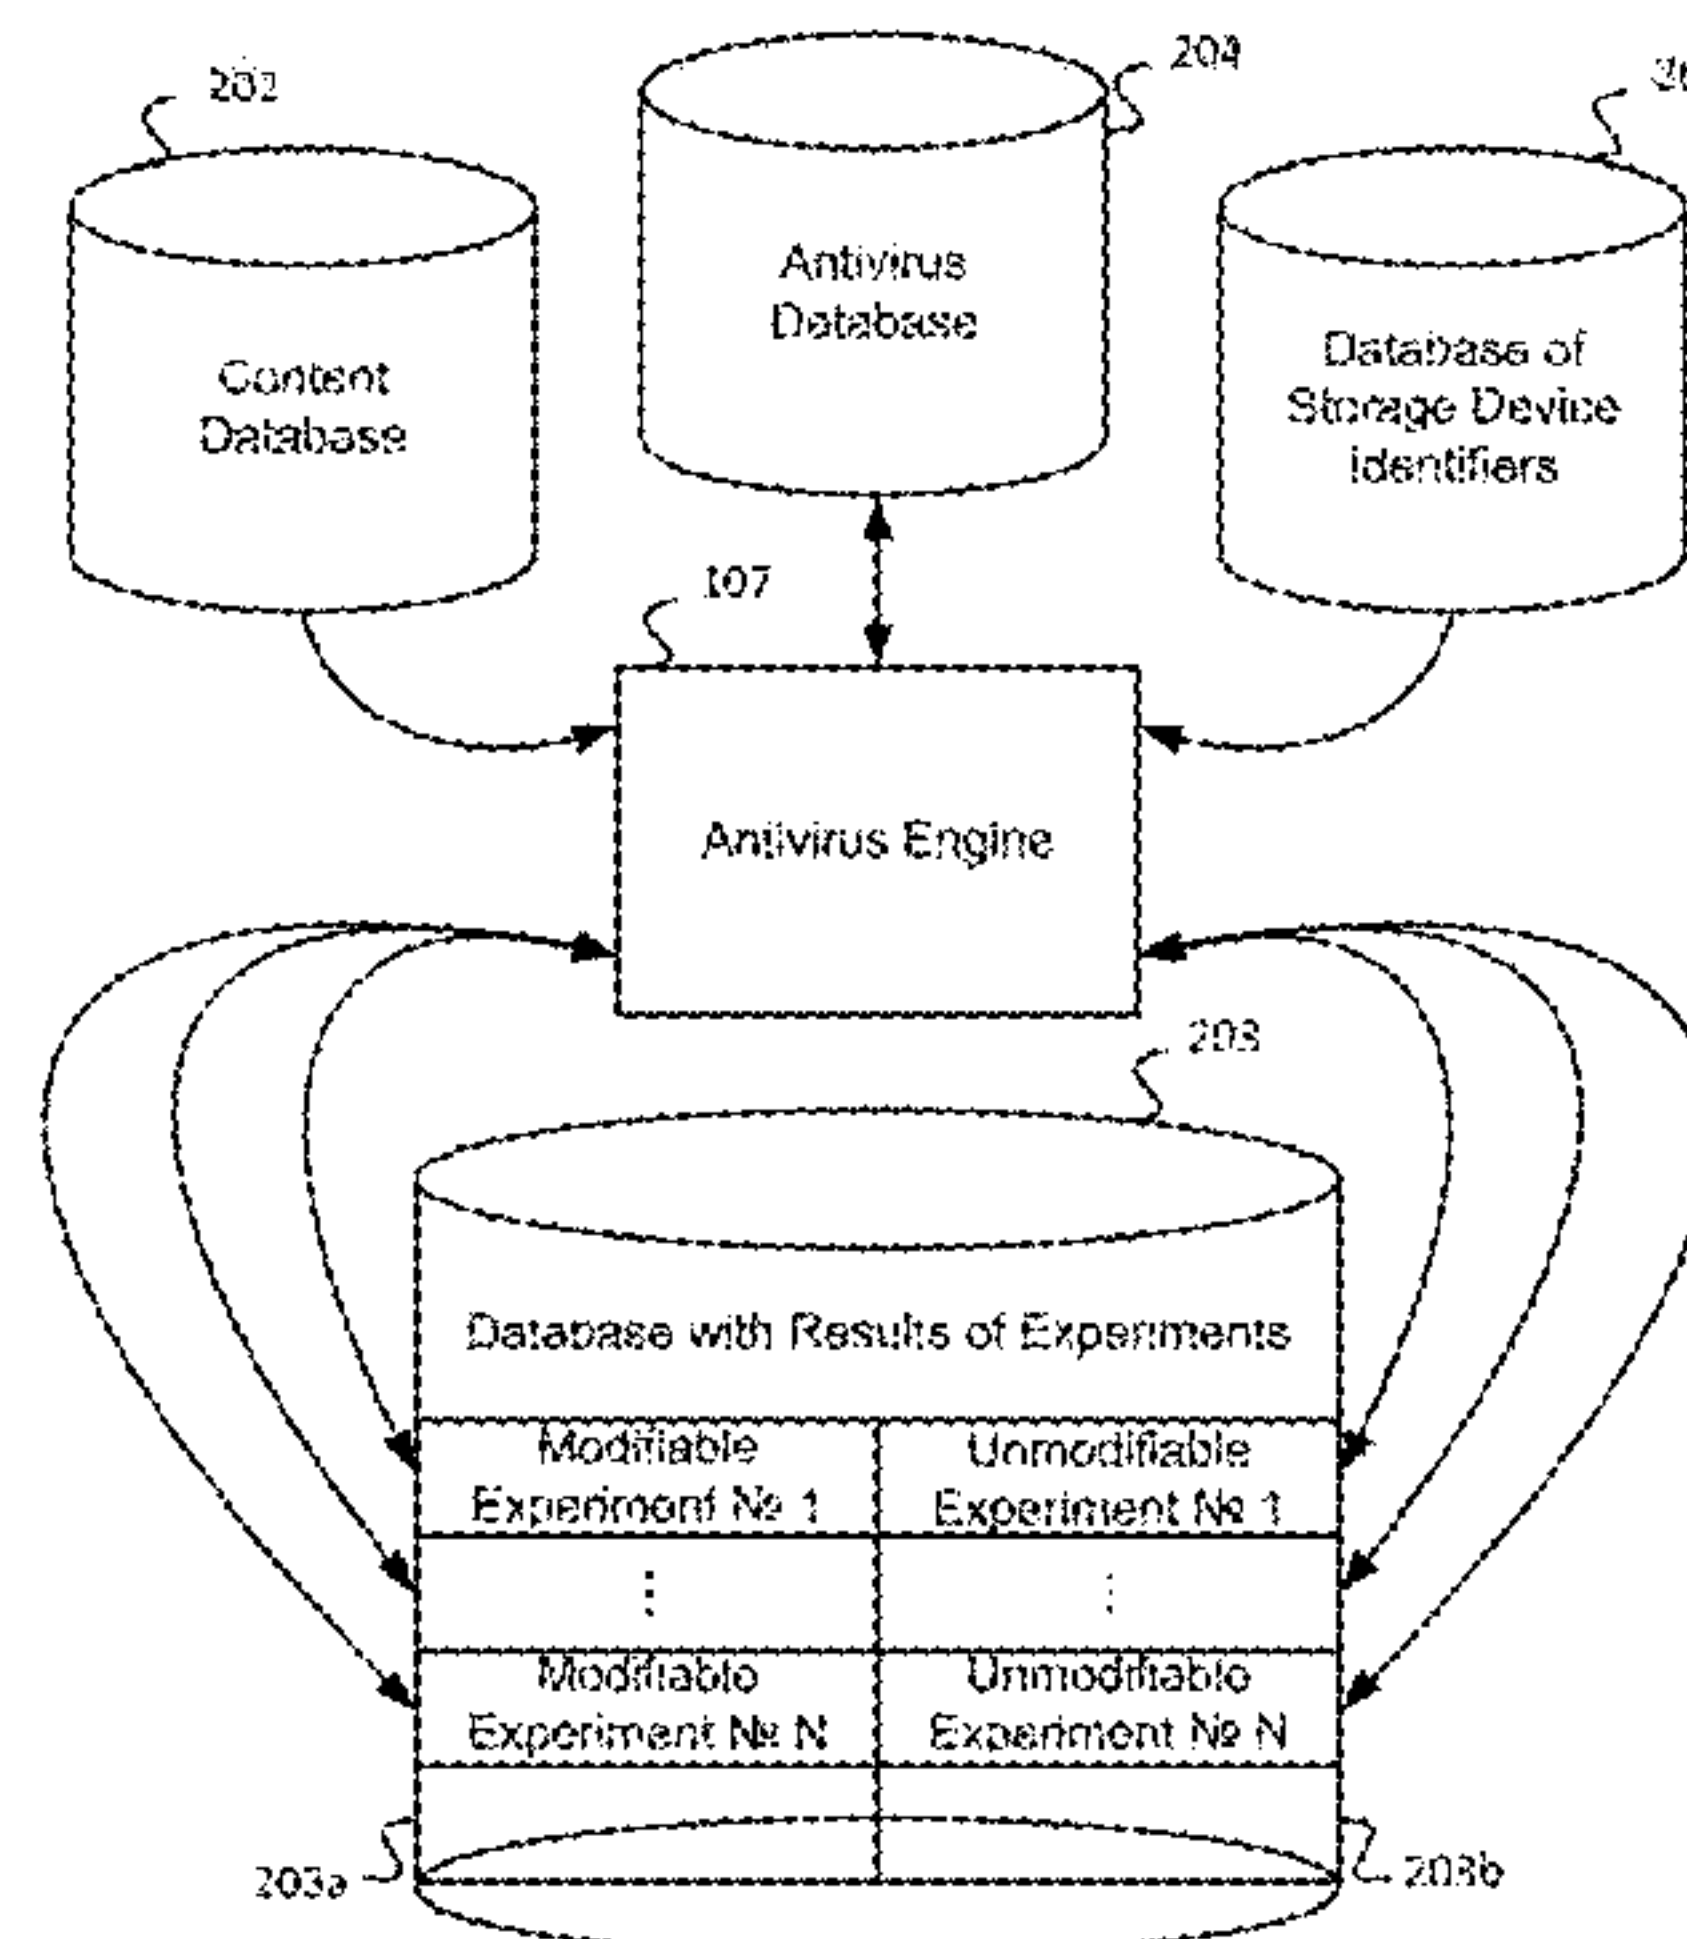 202
204
Content
Database
Antivirus
Database
Database of
Storage Device
Identifiers
107
Antivirus Engine
203
Database with Results of Experiments
Modifiable
Experiment № 1
Unmodifiable
Experiment № 1
⋮
⋮
Modifiable
Experiment № N
Unmodifiable
Experiment № N
203a
203b